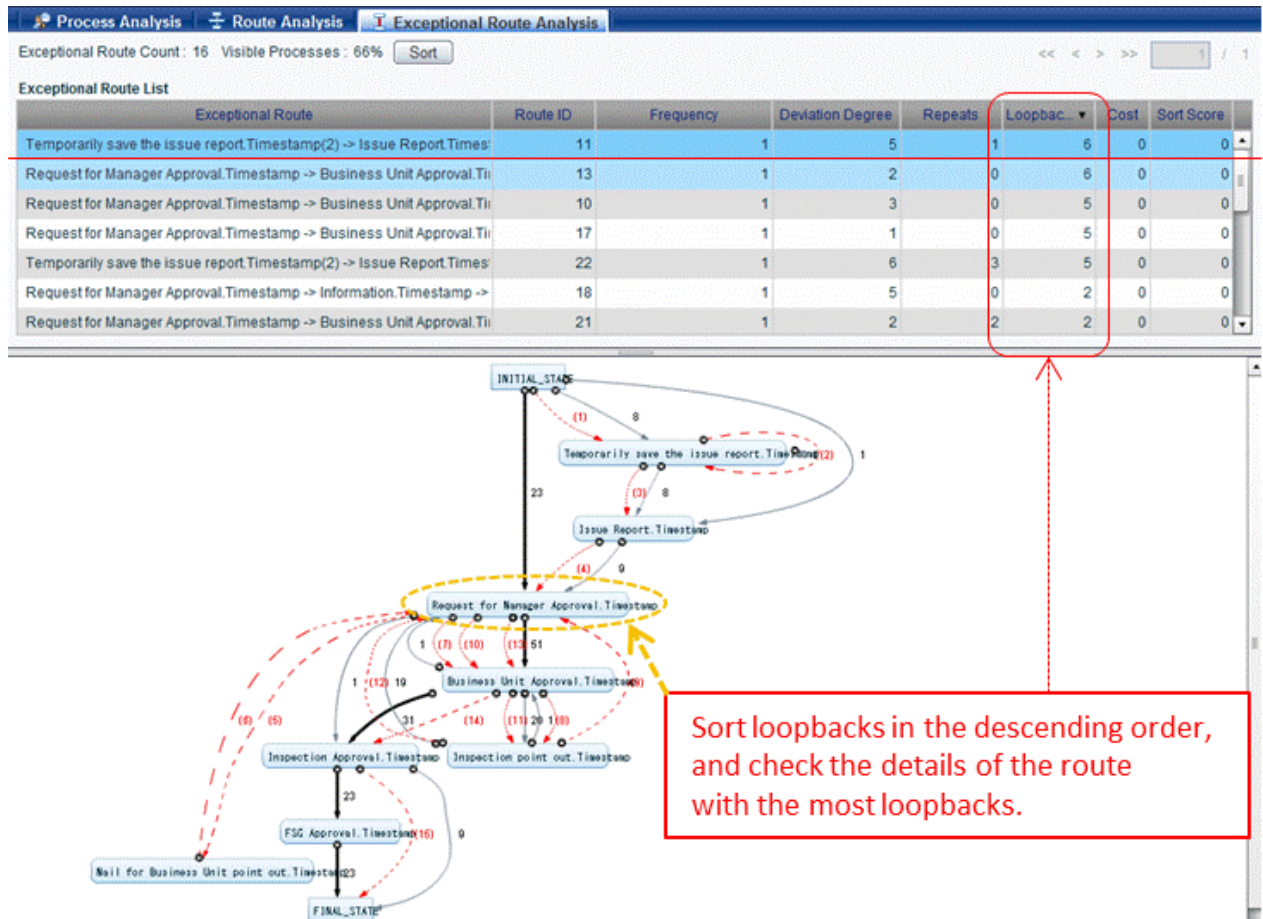 Process Analysis Route Analysis Exceptional Route Analysis
Exceptional Route Count : 16 Visible Processes : 66% Sort << < > >> 1 / 1
Exceptional Route List
Exceptional Route Route ID Frequency Deviation Degree Repeats Loopbac... ▼ Cost Sort Score
Temporarily save the issue report.Timestamp(2) -> Issue Report.Times 11 1 5 1 6 0 0
Request for Manager Approval.Timestamp -> Business Unit Approval.Ti 13 1 2 0 6 0 0
Request for Manager Approval.Timestamp -> Business Unit Approval.Ti 10 1 3 0 5 0 0
Request for Manager Approval.Timestamp -> Business Unit Approval.Ti 17 1 1 0 5 0 0
Temporarily save the issue report.Timestamp(2) -> Issue Report.Times 22 1 6 3 5 0 0
Request for Manager Approval.Timestamp -> Information.Timestamp -> 18 1 5 0 2 0 0
Request for Manager Approval.Timestamp -> Business Unit Approval.Ti 21 1 2 2 2 0 0
INITIAL_STATE
(1) 8
Temporarily save the issue report.Timestamp (2) 1
23 (3) 8
Issue Report.Timestamp
(4) 9
Request for Manager Approval.Timestamp
1 (7) (10) (13) 51
1 (12) 19 Business Unit Approval.Timestamp
(6) (5) 31 (14) (11) 20 1 (8)
Inspection Approval.Timestamp Inspection point out.Timestamp
23
FSG Approval.Timestamp (16) 9
Mail for Business Unit point out.Timestamp 23
FINAL_STATE
Sort loopbacks in the descending order,
and check the details of the route
with the most loopbacks.